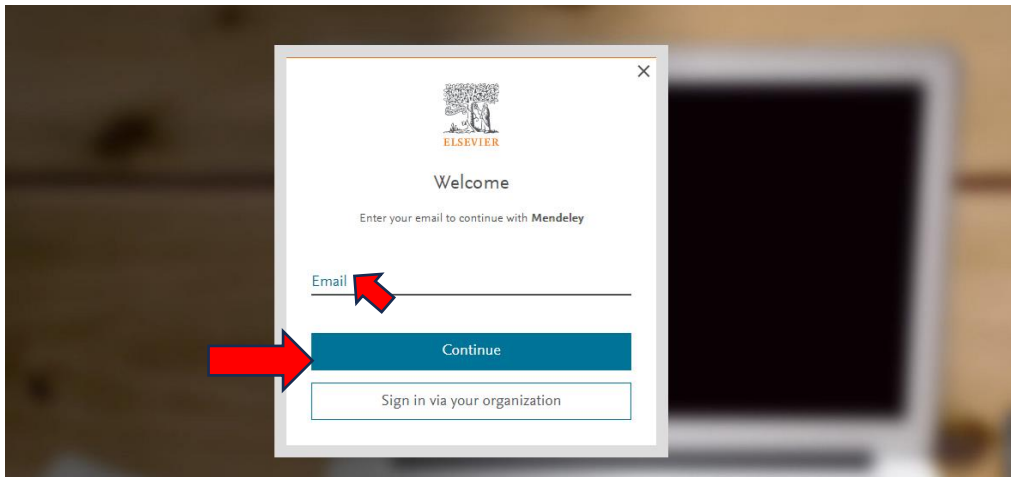 ELSEVIER
Welcome
Enter your email to continue with Mendeley
Email
Continue
Sign in via your organization